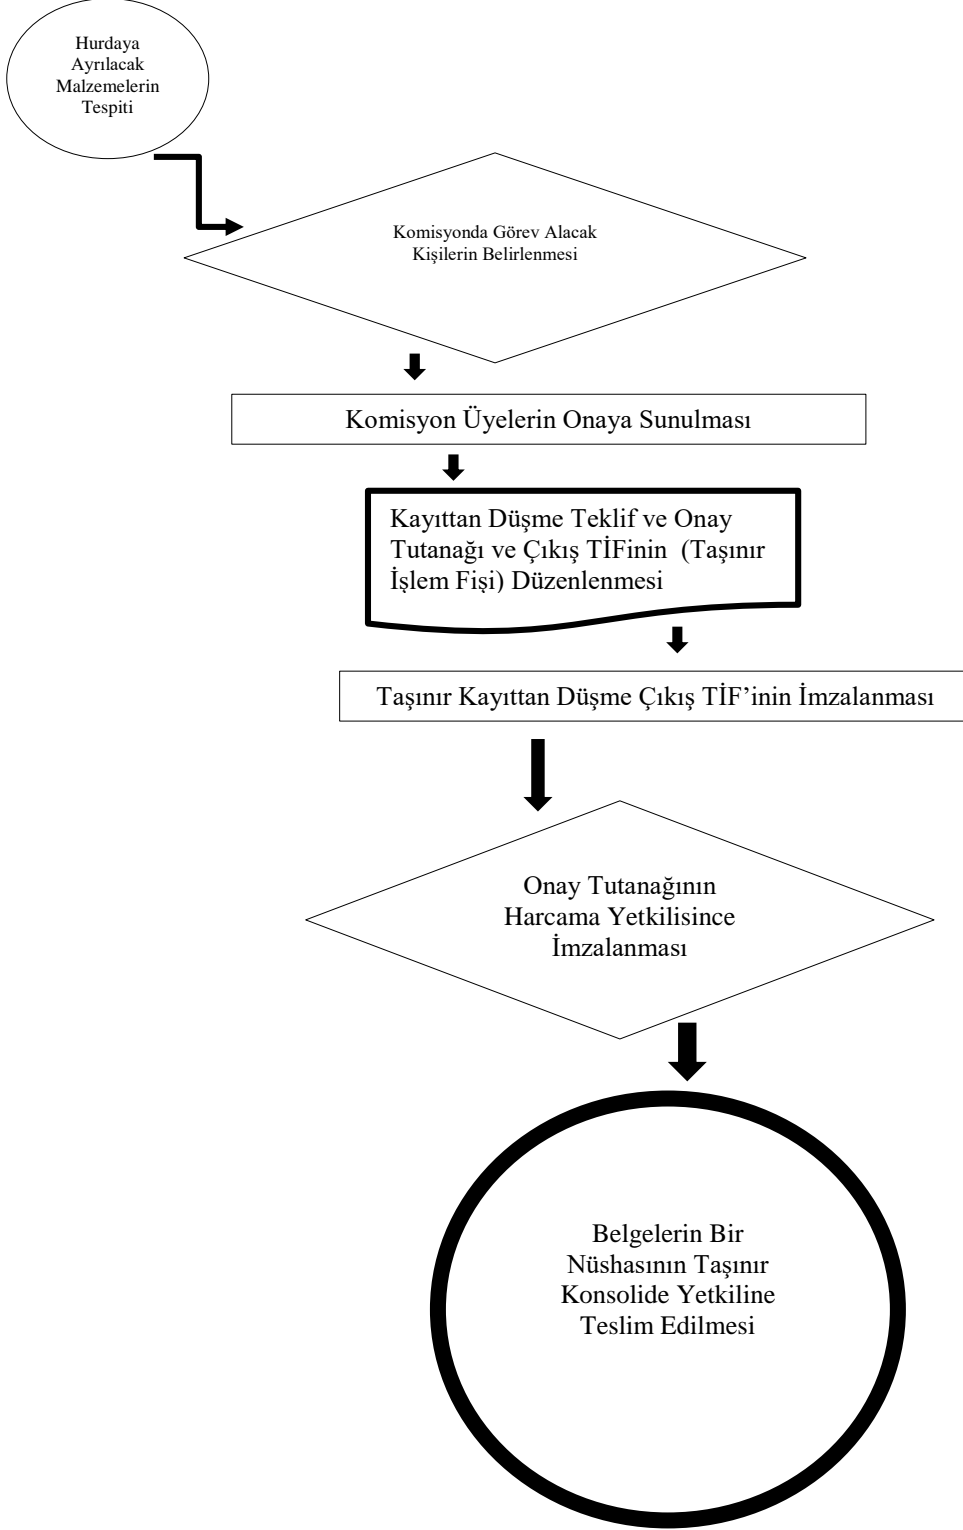 Hurdaya
Ayrılacak
Malzemelerin
Tespiti
Komisyonda Görev Alacak
Kişilerin Belirlenmesi
Komisyon Üyelerin Onaya Sunulması
Kayıttan Düşme Teklif ve Onay
Tutanağı ve Çıkış TİFinin  (Taşınır
İşlem Fişi) Düzenlenmesi
Taşınır Kayıttan Düşme Çıkış TİF’inin İmzalanması
Onay Tutanağının
Harcama Yetkilisince
İmzalanması
Belgelerin Bir
Nüshasının Taşınır
Konsolide Yetkiline
Teslim Edilmesi